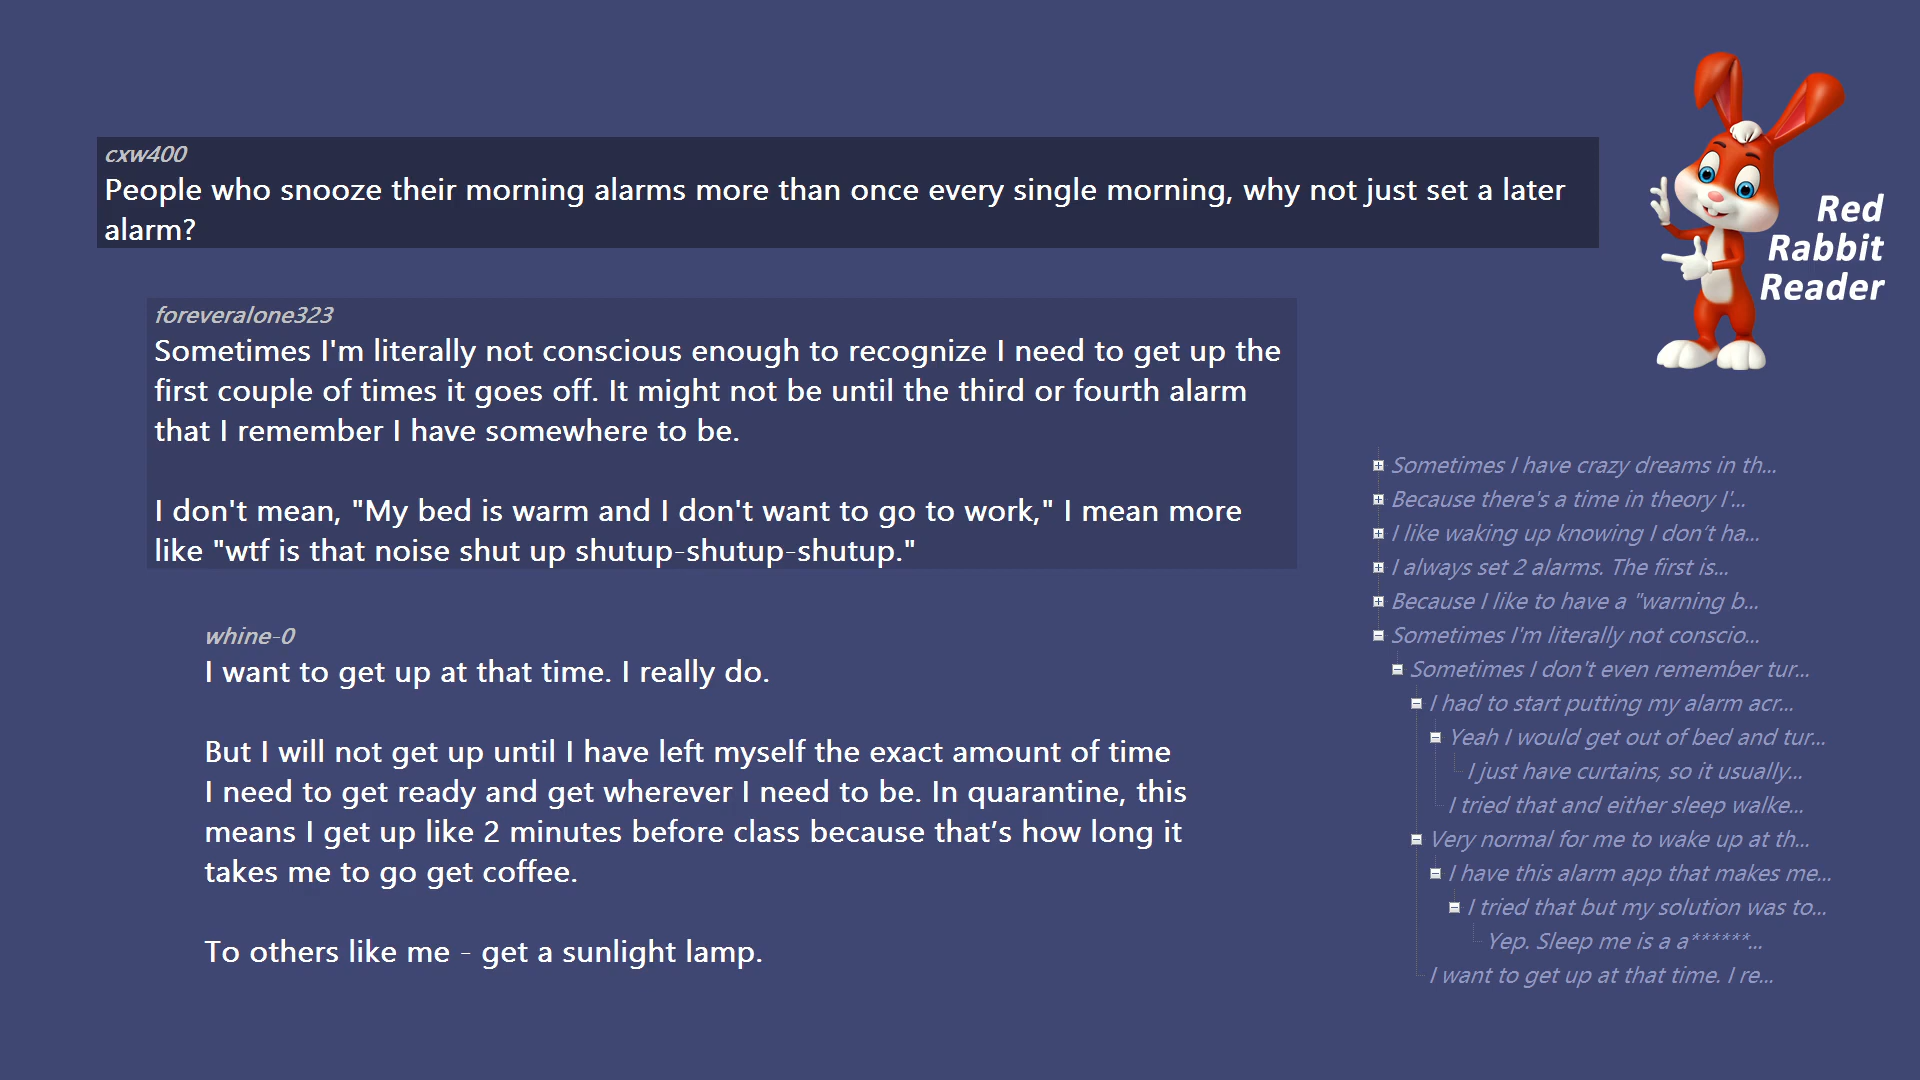 cxw400
People who snooze their morning alarms more than once every single morning, why not just set a later
alarm?
foreveralone323
Sometimes I'm literally not conscious enough to recognize I need to get up the
first couple of times it goes off. It might not be until the third or fourth alarm
that I remember I have somewhere to be.
I don't mean, "My bed is warm and I don't want to go to work," I mean more
like "wtf is that noise shut up shutup-shutup-shutup."
whine-0
I want to get up at that time. I really do.
But I will not get up until I have left myself the exact amount of time
I need to get ready and get wherever I need to be. In quarantine, this
means I get up like 2 minutes before class because that’s how long it
takes me to go get coffee.
To others like me - get a sunlight lamp.
Red
Rabbit
Reader
Sometimes I have crazy dreams in th...
Because there's a time in theory I'...
I like waking up knowing I don’t ha...
I always set 2 alarms. The first is...
Because I like to have a "warning b...
Sometimes I'm literally not conscio...
Sometimes I don't even remember tur...
I had to start putting my alarm acr...
Yeah I would get out of bed and tur...
I just have curtains, so it usually...
I tried that and either sleep walke...
Very normal for me to wake up at th...
I have this alarm app that makes me...
I tried that but my solution was to...
Yep. Sleep me is a a******...
I want to get up at that time. I re...